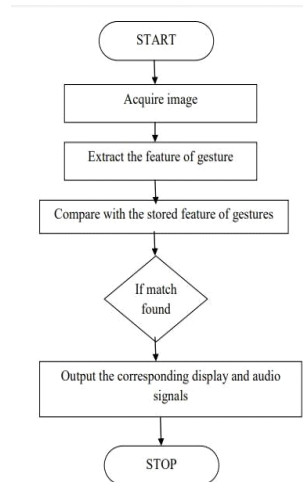 START
Acquire image
Extract the feature of gesture
Compare with the stored feature of gestures
If match
found
Output the corresponding display and audio
signals
STOP